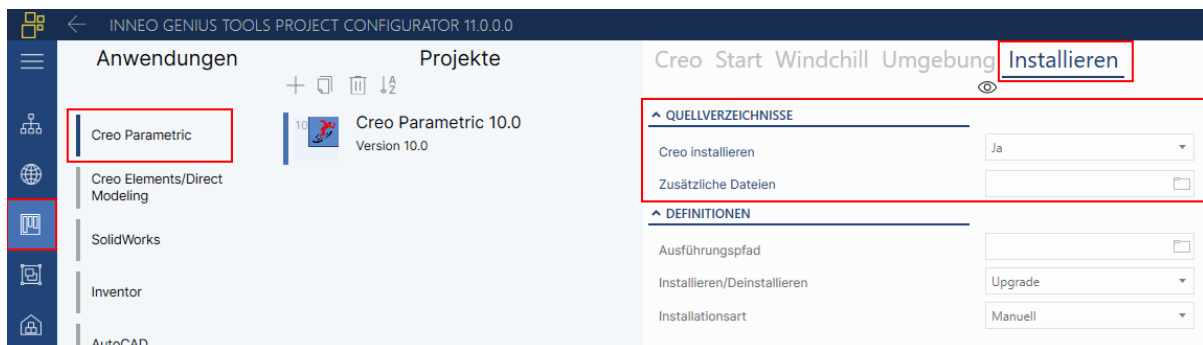 INNEO GENIUS TOOLS PROJECT CONFIGURATOR 11.0.0.0
Anwendungen
Creo Parametric
Creo Elements/Direct
Modeling
SolidWorks
Inventor
AutoCAD
Projekte
10
Creo Parametric 10.0
Version 10.0
Creo Start Windchill Umgebung Installieren
QUELLVERZEICHNISSE
Creo installieren Ja
Zusätzliche Dateien
DEFINITIONEN
Ausführungspfad
Installieren/Deinstallieren Upgrade
Installationsart Manuell